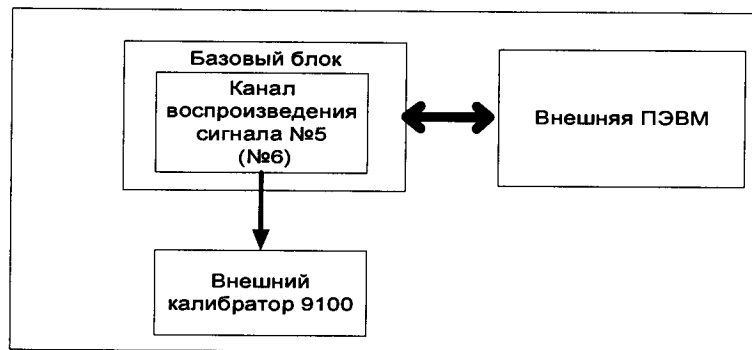 Базовый блок
Канал
воспроизведения
сигнала №5
(№6)
Внешняя ПЭВМ
Внешний
калибратор 9100